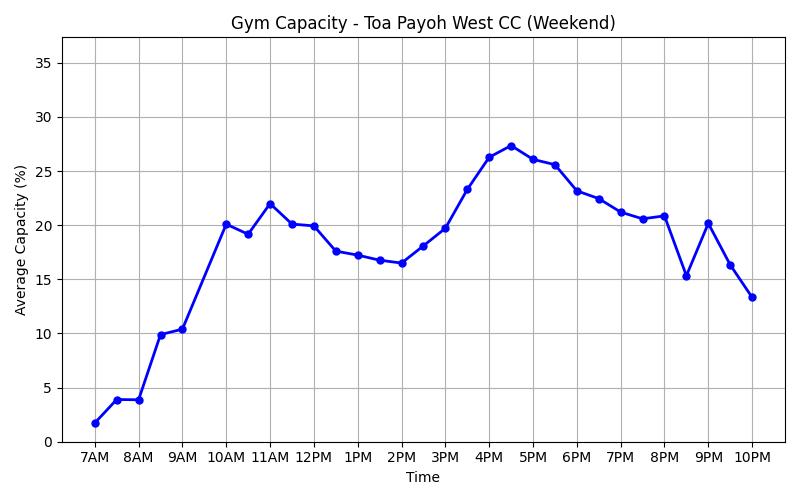 Gym Capacity - Toa Payoh West CC (Weekend)
Average Capacity (%)
35
30
25
20
15
10
5
0
7AM 8AM 9AM 10AM 11AM 12PM 1PM 2PM 3PM 4PM 5PM 6PM 7PM 8PM 9PM 10PM
Time